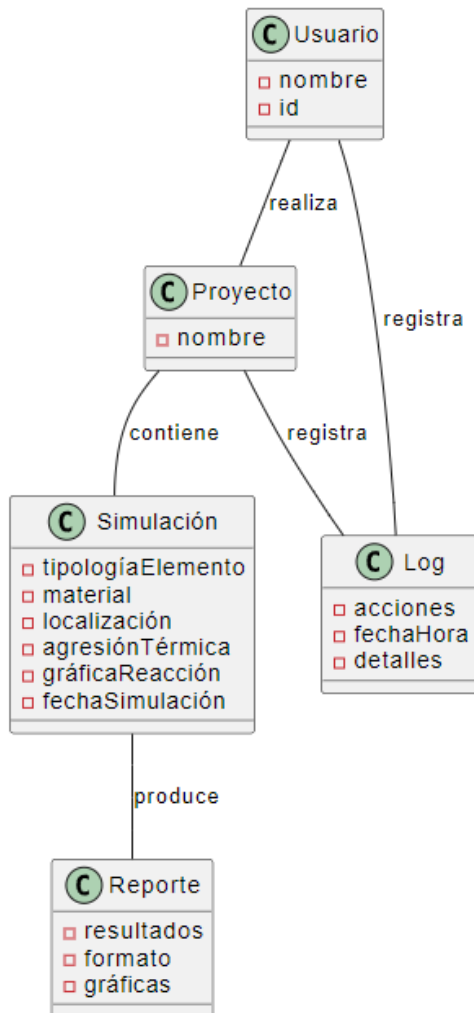 C Usuario
nombre
id
realiza
registra
C Proyecto
nombre
contiene
registra
C Simulación
tipologíaElemento
material
localización
agresiónTérmica
gráficaReacción
fechaSimulación
C Log
acciones
fechaHora
detalles
produce
C Reporte
resultados
formato
gráficas